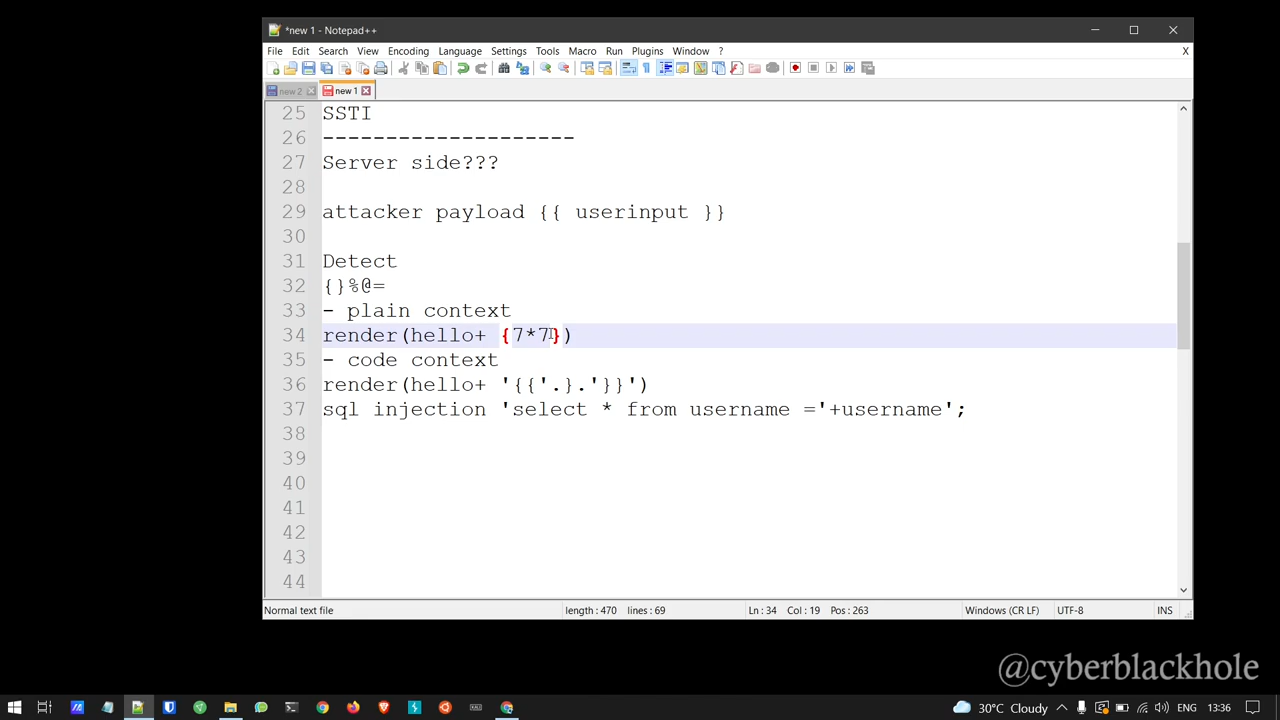 *new 1 - Notepad++
File Edit Search View Encoding Language Settings Tools Macro Run Plugins Window ? X
new 2 new 1
25 SSTI
26 --------------------
27 Server side???
28
29 attacker payload {{ userinput }}
30
31 Detect
32 {}%@=
33 - plain context
34 render(hello+ {7*7})
35 - code context
36 render(hello+ '{{'.}.'}}')
37 sql injection 'select * from username ='+username';
38
39
40
41
42
43
44
Normal text file length : 470 lines : 69 Ln : 34 Col : 19 Pos : 263 Windows (CR LF) UTF-8 INS
@cyberblackhole
30°C Cloudy ENG 13:36